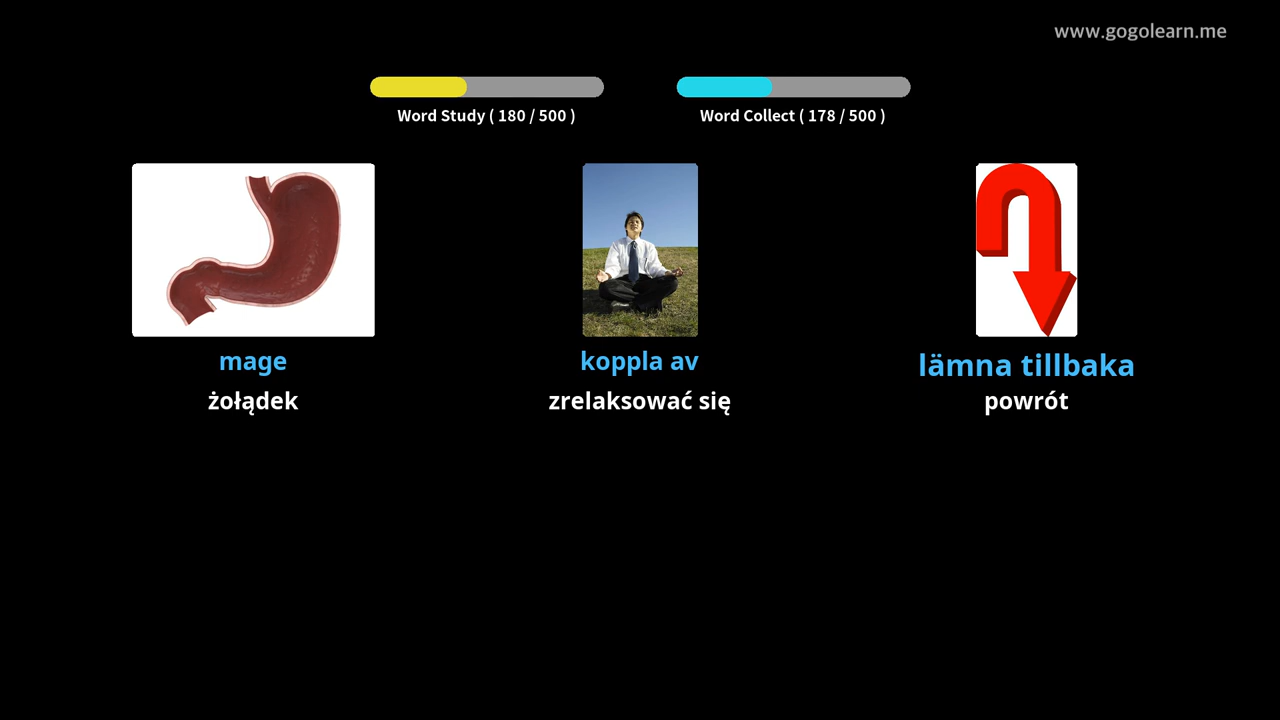 www.gogolearn.me
Word Study ( 180 / 500 )
Word Collect ( 178 / 500 )
mage
koppla av
lämna tillbaka
żołądek
zrelaksować się
powrót